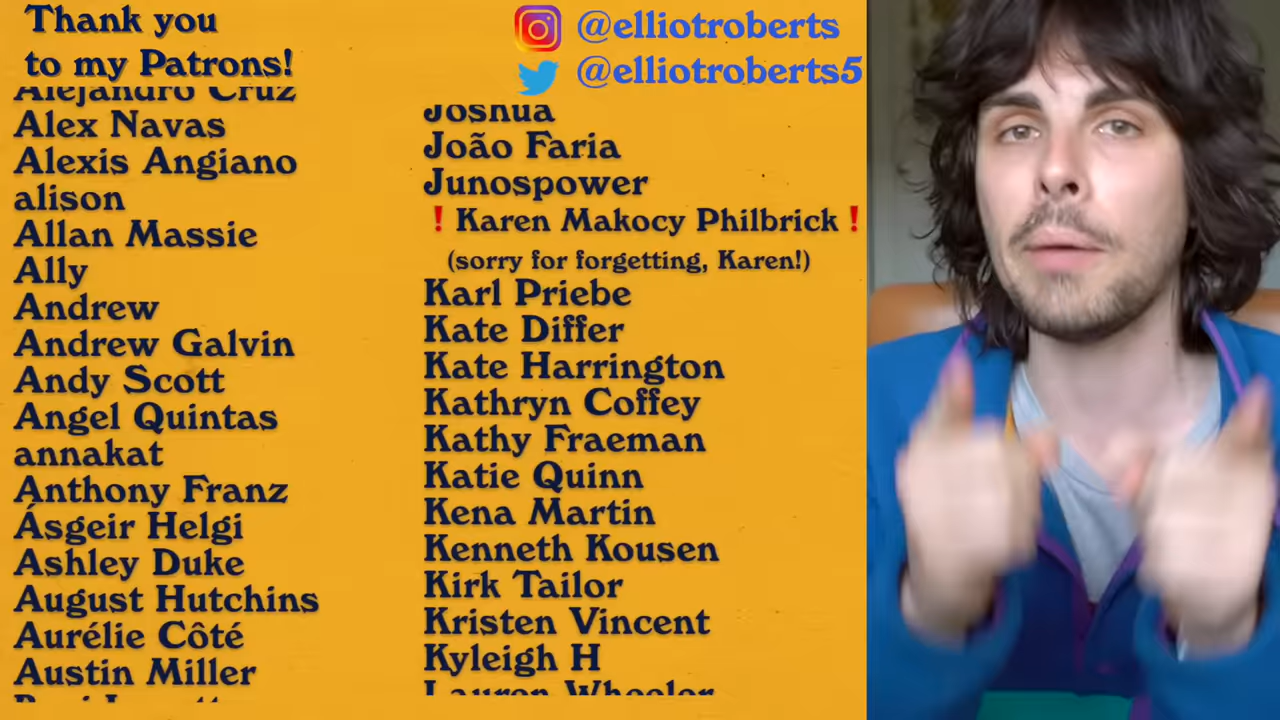 Thank you
to my Patrons!
@elliotroberts
@elliotroberts5
Alejandro Cruz
Alex Navas
Alexis Angiano
alison
Allan Massie
Ally
Andrew
Andrew Galvin
Andy Scott
Angel Quintas
annakat
Anthony Franz
Ásgeir Helgi
Ashley Duke
August Hutchins
Aurélie Côté
Austin Miller
Joshua
João Faria
Junospower
❗Karen Makocy Philbrick❗
(sorry for forgetting, Karen!)
Karl Priebe
Kate Differ
Kate Harrington
Kathryn Coffey
Kathy Fraeman
Katie Quinn
Kena Martin
Kenneth Kousen
Kirk Tailor
Kristen Vincent
Kyleigh H
Lauren Wheeler